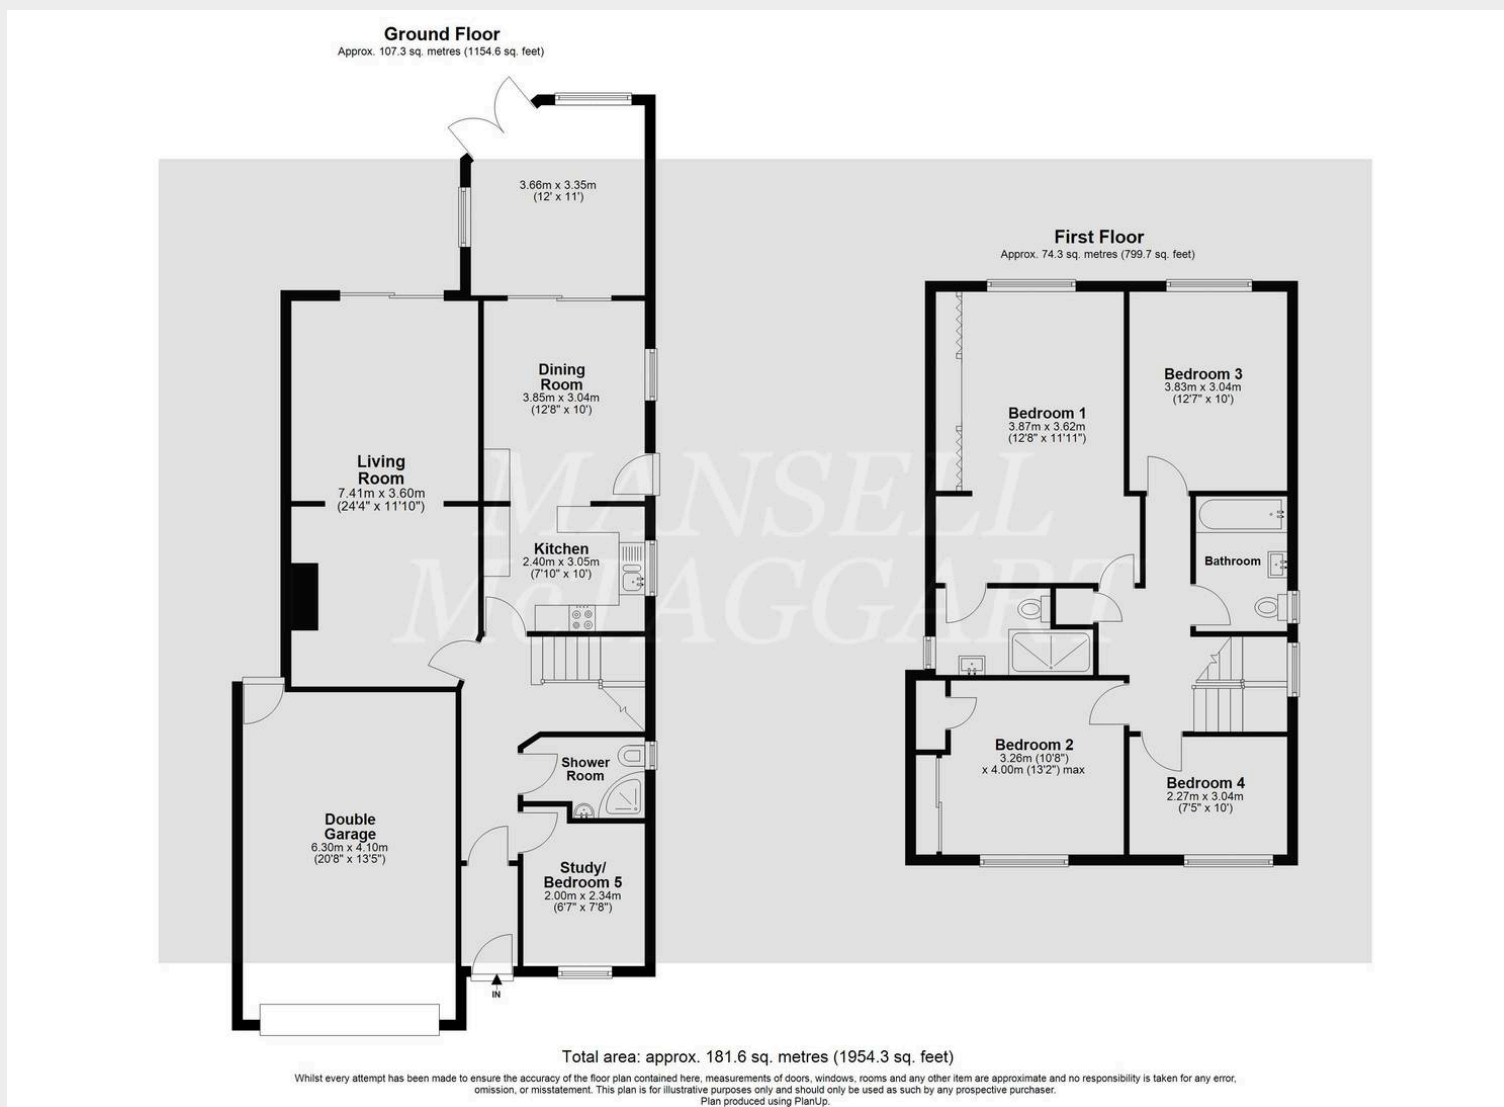 Ground Floor
Approx. 107.3 sq. metres (1154.6 sq. feet)
3.66m x 3.35m
(12' x 11')
Dining
Room
3.85m x 3.04m
(12'8" x 10')
Living
Room
7.41m x 3.60m
(24'4" x 11'10")
Kitchen
2.40m x 3.05m
(7'10" x 10')
Shower
Room
Double
Garage
6.30m x 4.10m
(20'8" x 13'5")
Study/
Bedroom 5
2.00m x 2.34m
(6'7" x 7'8")
IN
First Floor
Approx. 74.3 sq. metres (799.7 sq. feet)
Bedroom 3
3.83m x 3.04m
(12'7" x 10')
Bedroom 1
3.87m x 3.62m
(12'8" x 11'11")
Bathroom
Bedroom 2
3.26m (10'8")
x 4.00m (13'2") max
Bedroom 4
2.27m x 3.04m
(7'5" x 10')
MANSELL
McTAGGART
Total area: approx. 181.6 sq. metres (1954.3 sq. feet)
Whilst every attempt has been made to ensure the accuracy of the floor plan contained here, measurements of doors, windows, rooms and any other item are approximate and no responsibility is taken for any error,
omission, or misstatement. This plan is for illustrative purposes only and should only be used as such by any prospective purchaser.
Plan produced using PlanUp.